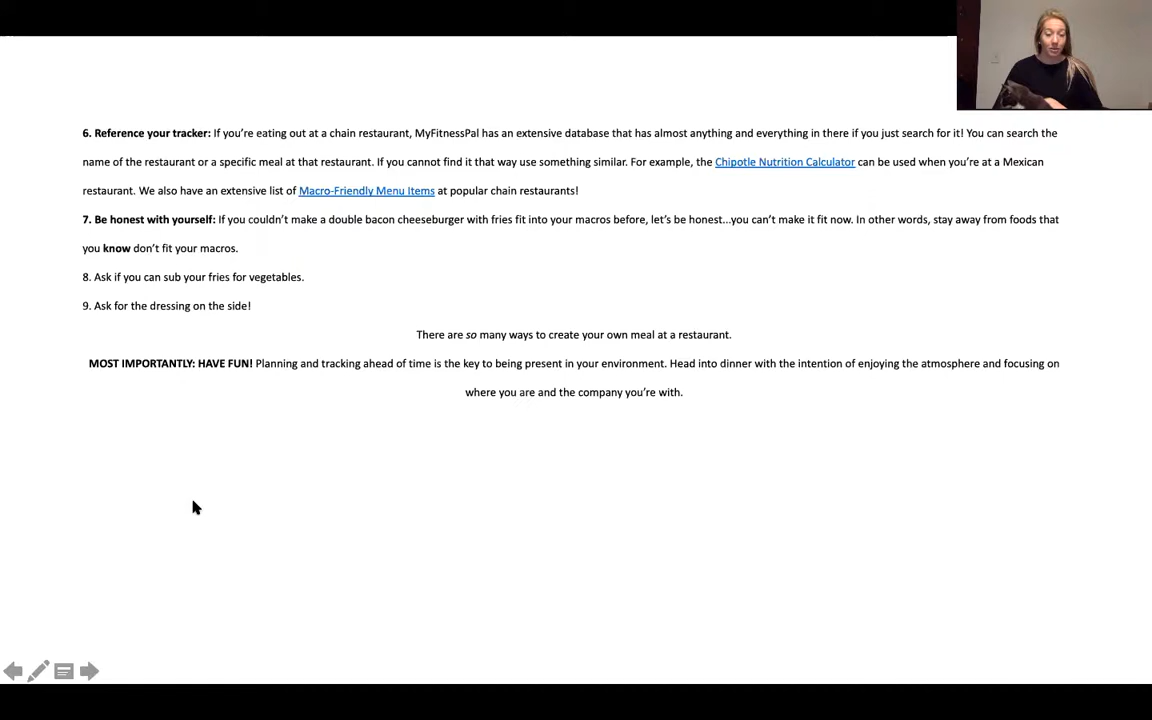 6. Reference your tracker: If you're eating out at a chain restaurant, MyFitnessPal has an extensive database that has almost anything and everything in there if you just search for it! You can search the
name of the restaurant or a specific meal at that restaurant. If you cannot find it that way use something similar. For example, the Chipotle Nutrition Calculator can be used when you're at a Mexican
restaurant. We also have an extensive list of Macro-Friendly Menu Items at popular chain restaurants!
7. Be honest with yourself: If you couldn't make a double bacon cheeseburger with fries fit into your macros before, let's be honest...you can't make it fit now. In other words, stay away from foods that
you know don't fit your macros.
8. Ask if you can sub your fries for vegetables.
9. Ask for the dressing on the side!
There are so many ways to create your own meal at a restaurant.
MOST IMPORTANTLY: HAVE FUN! Planning and tracking ahead of time is the key to being present in your environment. Head into dinner with the intention of enjoying the atmosphere and focusing on
where you are and the company you're with.